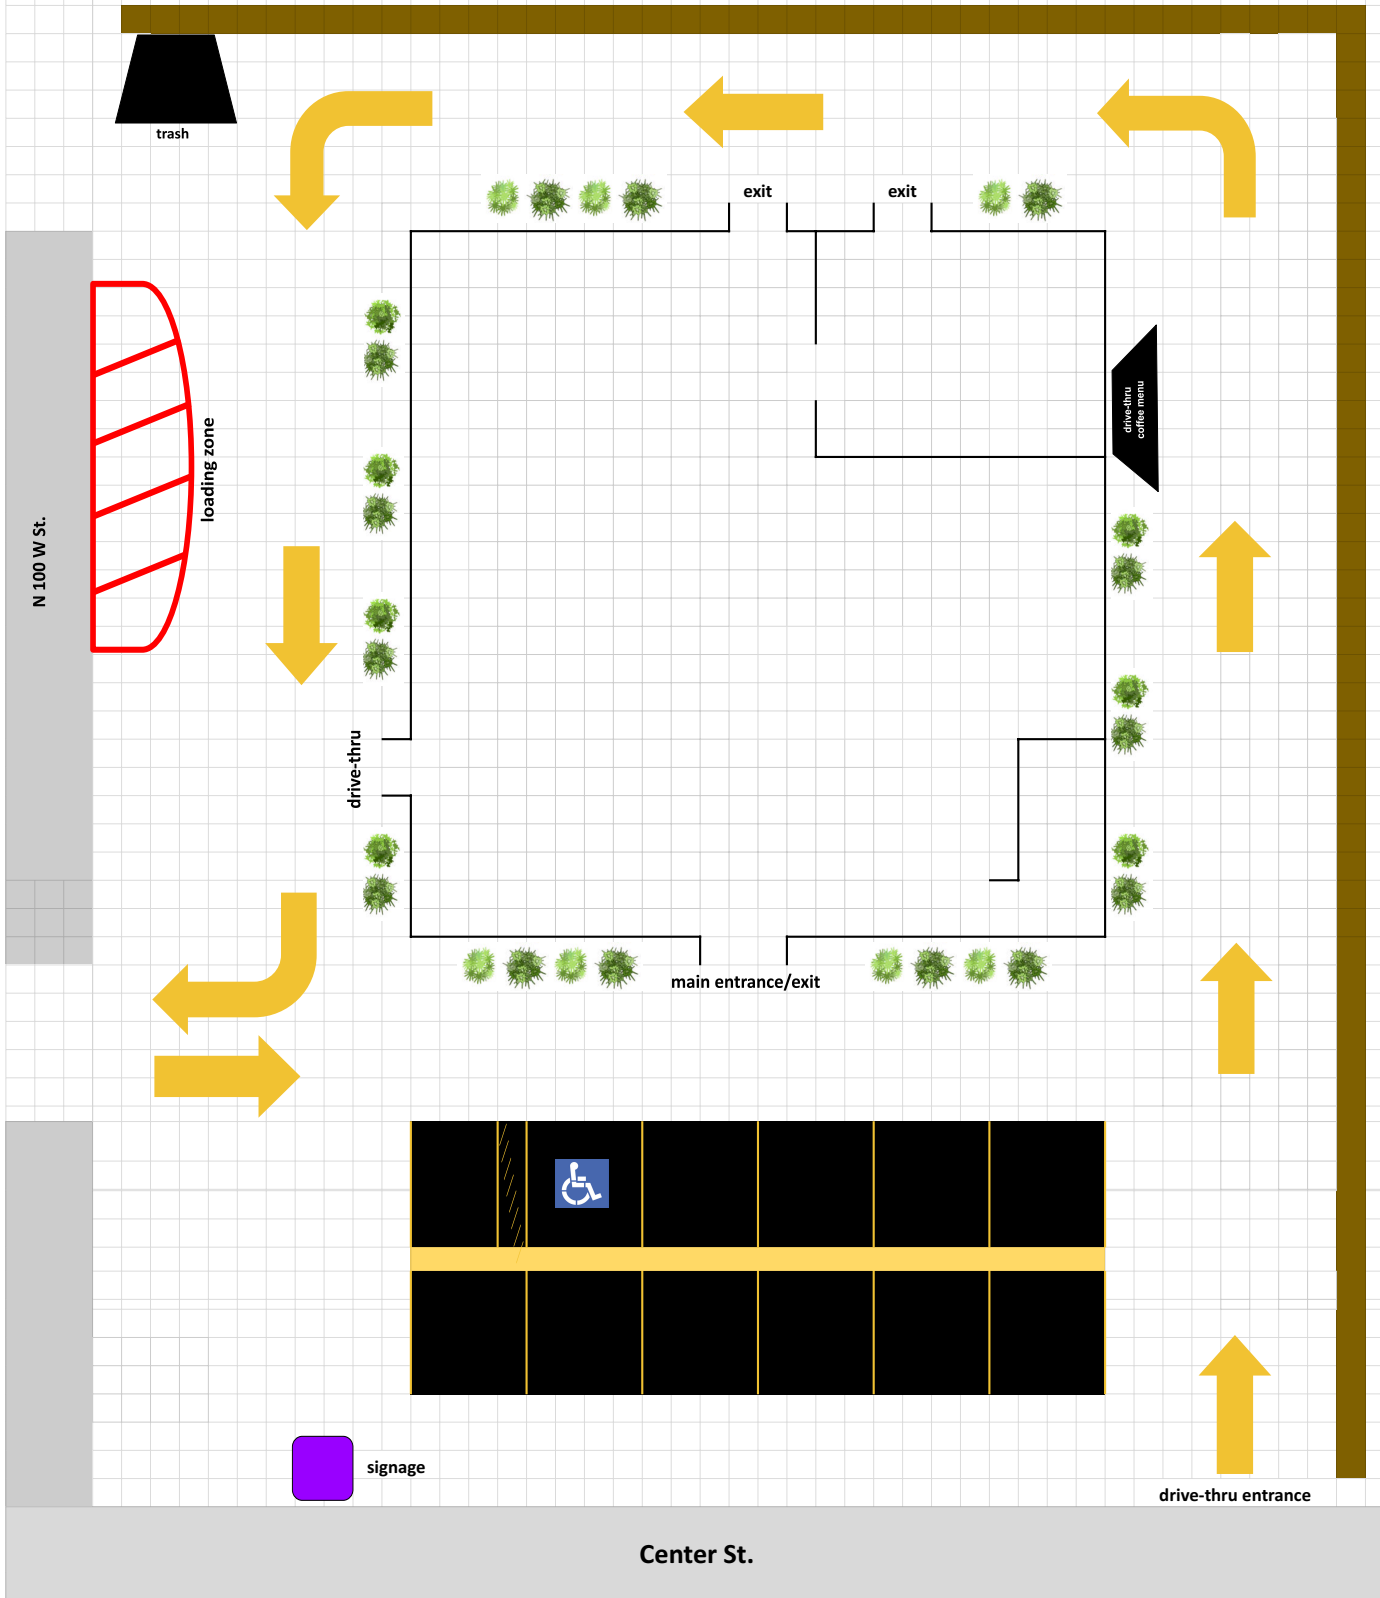 trash
exit
exit
drive-thru
coffee menu
loading zone
N 100 W St.
drive-thru
main entrance/exit
signage
drive-thru entrance
Center St.